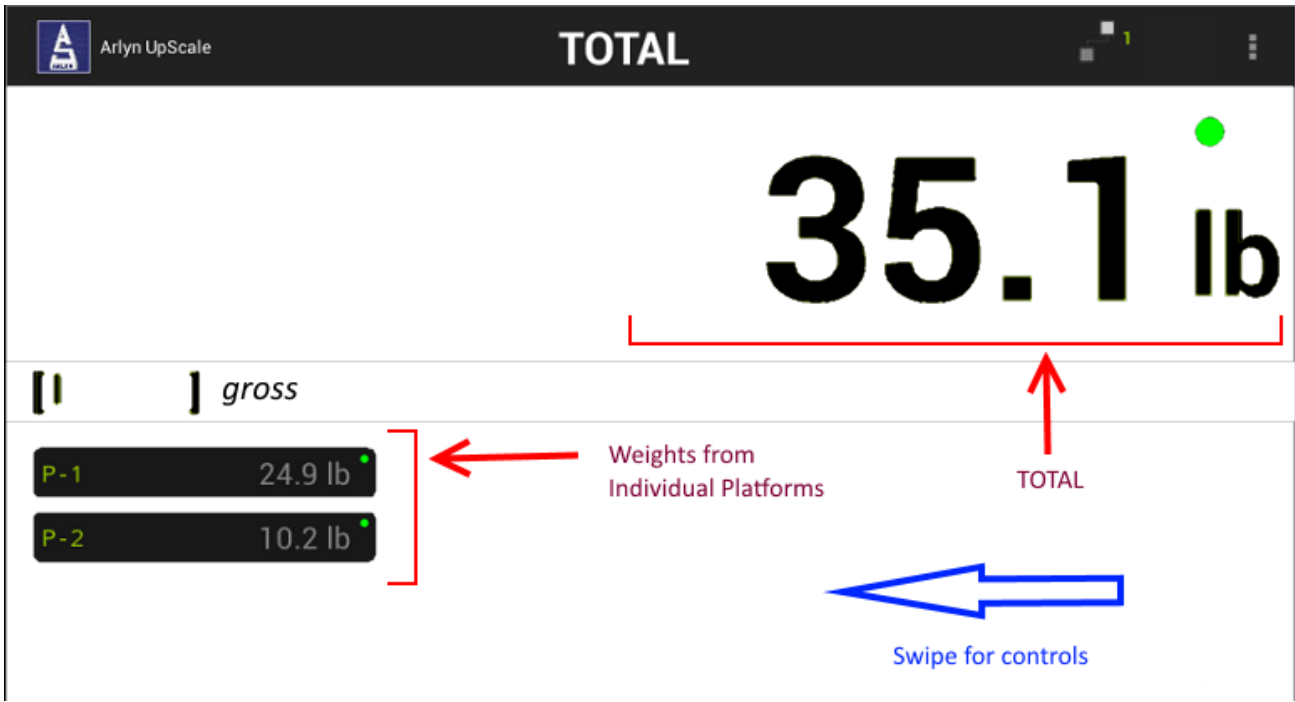 ARLYN
Arlyn UpScale
TOTAL
1
35.1 lb
[ ] gross
P-1 24.9 lb
P-2 10.2 lb
Weights from
Individual Platforms
TOTAL
Swipe for controls